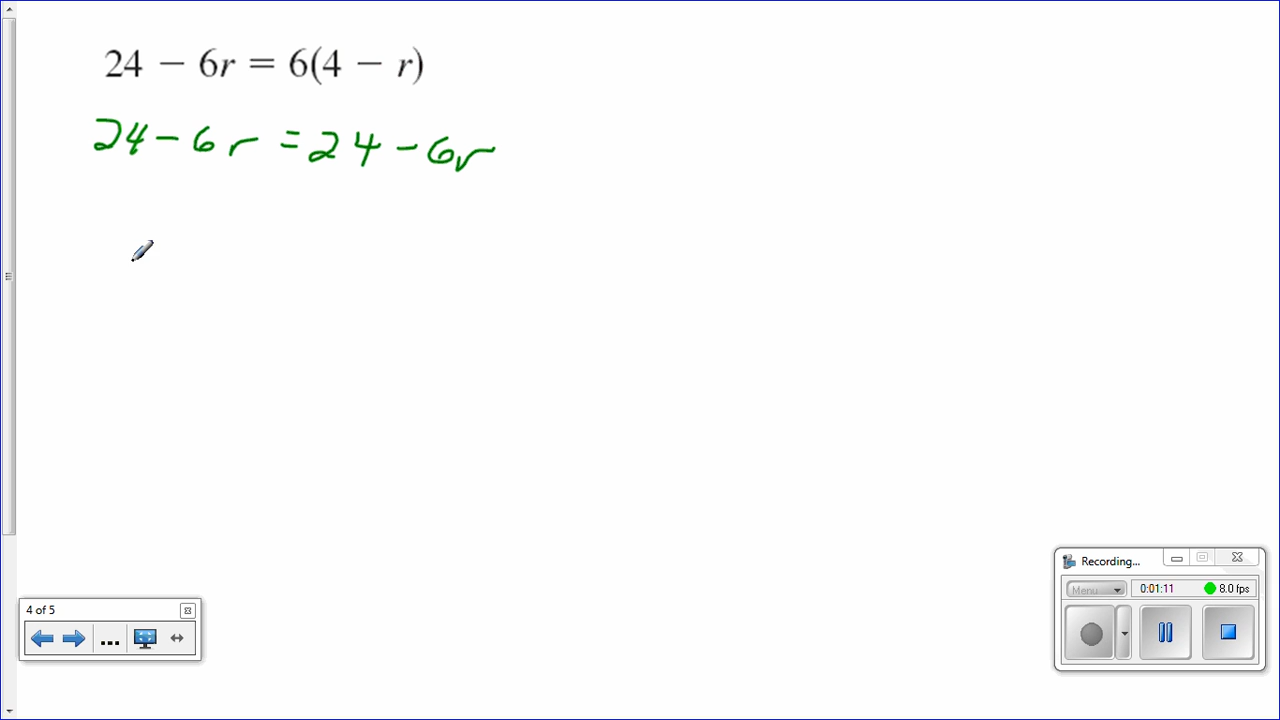 24 − 6r = 6(4 − r)
24 − 6r = 24 − 6r
Recording...
Menu
0:01:11
8.0 fps
4 of 5
...